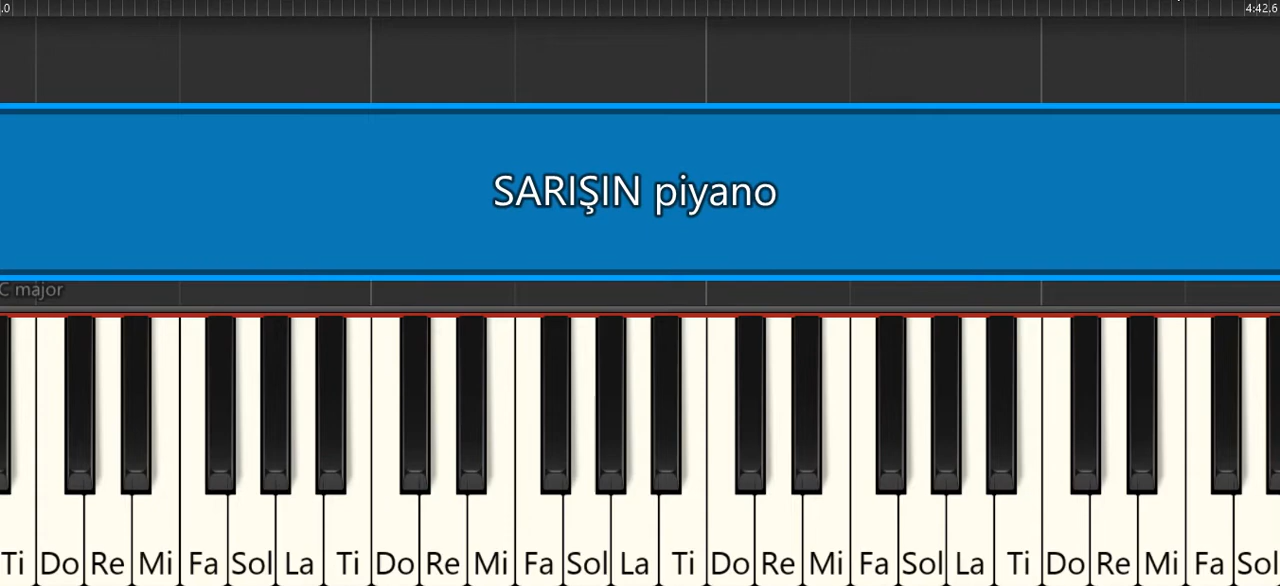 .0 4:42.6
SARIŞIN piyano
C major
Ti Do Re Mi Fa Sol La Ti Do Re Mi Fa Sol La Ti Do Re Mi Fa Sol La Ti Do Re Mi Fa Sol